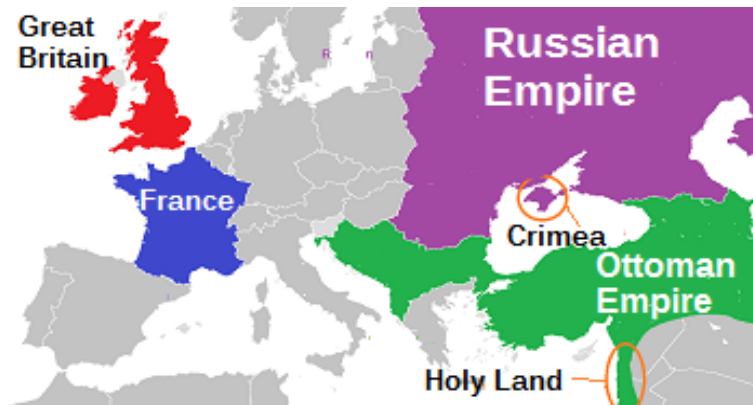 Great
Britain
Russian
Empire
France
Crimea
Ottoman
Empire
Holy Land